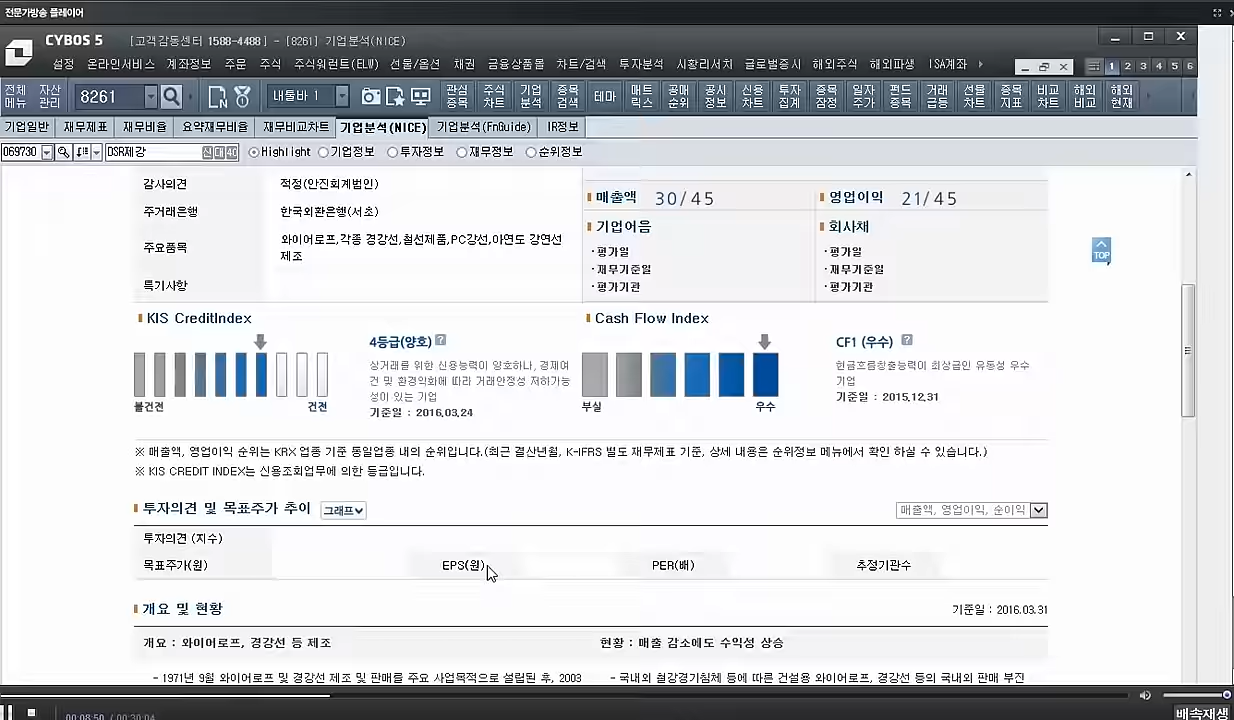 전문가방송 플레이어
CYBOS 5 [고객감동센터 1588-4488] - [8261] 기업분석(NICE)
설정 온라인서비스 계좌정보 주문 주식 주식워런트(ELW) 선물/옵션 채권 금융상품몰 차트/검색 투자분석 시황리서치 글로벌증시 해외주식 해외파생 ISA계좌
1 2 3 4 5 6
전체메뉴 자산관리 8261 내툴바 1 관심종목 주식차트 기업분석 종목검색 테마 매트릭스 공매순위 공시정보 신용차트 투자집계 종목잠정 일자주가 펀드종목 거래급등 선물차트 종목지표 비교차트 해외비교 해외현재
기업일반 재무제표 재무비율 요약재무비율 재무비교차트 기업분석(NICE) 기업분석(FnGuide) IR정보
069730 DSR제강 신 대 40 Highlight 기업정보 투자정보 재무정보 순위정보
감사의견 적정(안진회계법인)
주거래은행 한국외환은행(서초)
주요품목 와이어로프,각종 경강선,철선제품,PC강선,아연도 강연선 제조
특기사항
매출액 30/45 영업이익 21/45
기업어음 회사채
·평가일 ·평가일
·재무기준일 ·재무기준일
·평가기관 ·평가기관
TOP
KIS CreditIndex
불건전 건전
4등급(양호) ?
상거래를 위한 신용능력이 양호하나, 경제여
건 및 환경악화에 따라 거래안정성 저하가능
성이 있는 기업
기준일 : 2016.03.24
Cash Flow Index
부실 우수
CF1 (우수) ?
현금흐름창출능력이 최상급인 유동성 우수
기업
기준일 : 2015.12.31
※ 매출액, 영업이익 순위는 KRX 업종 기준 동일업종 내의 순위입니다.(최근 결산년월, K-IFRS 별도 재무제표 기준, 상세 내용은 순위정보 메뉴에서 확인 하실 수 있습니다.)
※ KIS CREDIT INDEX는 신용조회업무에 의한 등급입니다.
투자의견 및 목표주가 추이 그래프 매출액, 영업이익, 순이익
투자의견 (지수)
목표주가(원) EPS(원) PER(배) 추정기관수
개요 및 현황 기준일 : 2016.03.31
개요 : 와이어로프, 경강선 등 제조 현황 : 매출 감소에도 수익성 상승
- 1971년 9월 와이어로프 및 경강선 제조 및 판매를 주요 사업목적으로 설립된 후, 2003 - 국내외 철강경기침체 등에 따른 건설용 와이어로프, 경강선 등의 국내외 판매 부진
00:08:50 / 00:30:04 배속재생